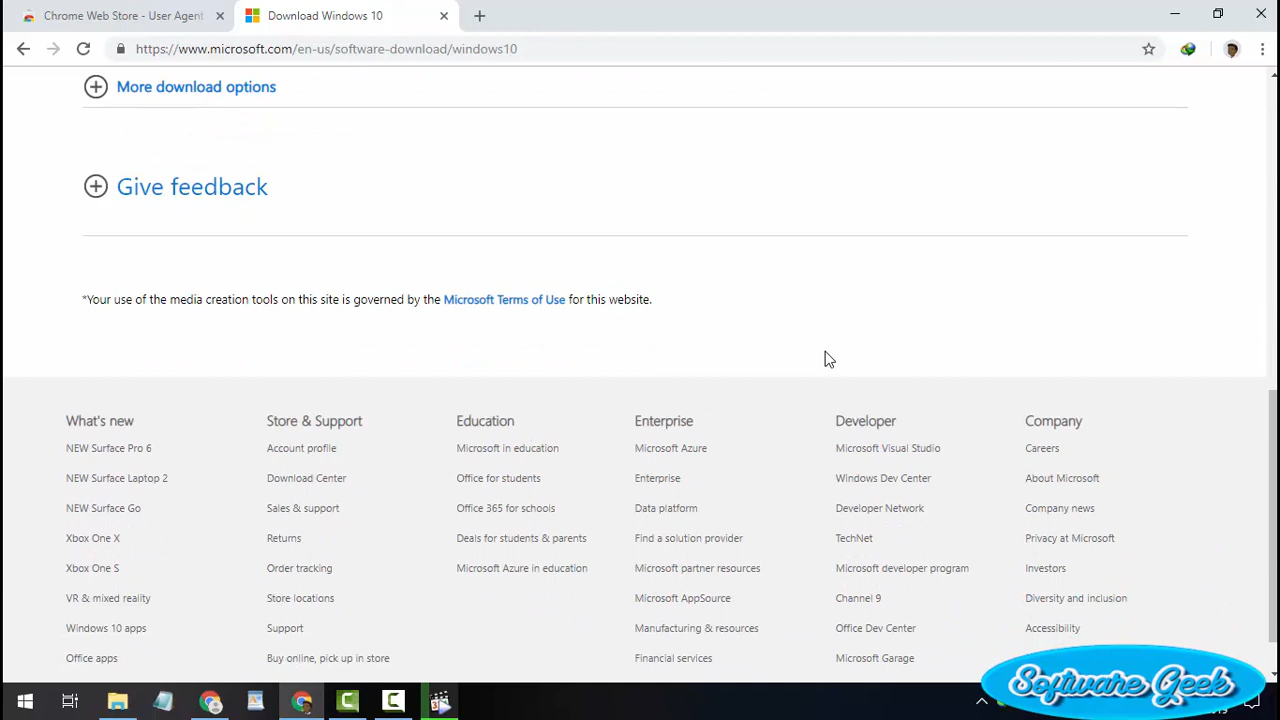 Chrome Web Store - User Agent
Download Windows 10
https://www.microsoft.com/en-us/software-download/windows10
More download options
Give feedback
*Your use of the media creation tools on this site is governed by the Microsoft Terms of Use for this website.
What's new
NEW Surface Pro 6
NEW Surface Laptop 2
NEW Surface Go
Xbox One X
Xbox One S
VR & mixed reality
Windows 10 apps
Office apps
Store & Support
Account profile
Download Center
Sales & support
Returns
Order tracking
Store locations
Support
Buy online, pick up in store
Education
Microsoft in education
Office for students
Office 365 for schools
Deals for students & parents
Microsoft Azure in education
Enterprise
Microsoft Azure
Enterprise
Data platform
Find a solution provider
Microsoft partner resources
Microsoft AppSource
Manufacturing & resources
Financial services
Developer
Microsoft Visual Studio
Windows Dev Center
Developer Network
TechNet
Microsoft developer program
Channel 9
Office Dev Center
Microsoft Garage
Company
Careers
About Microsoft
Company news
Privacy at Microsoft
Investors
Diversity and inclusion
Accessibility
Software Geek